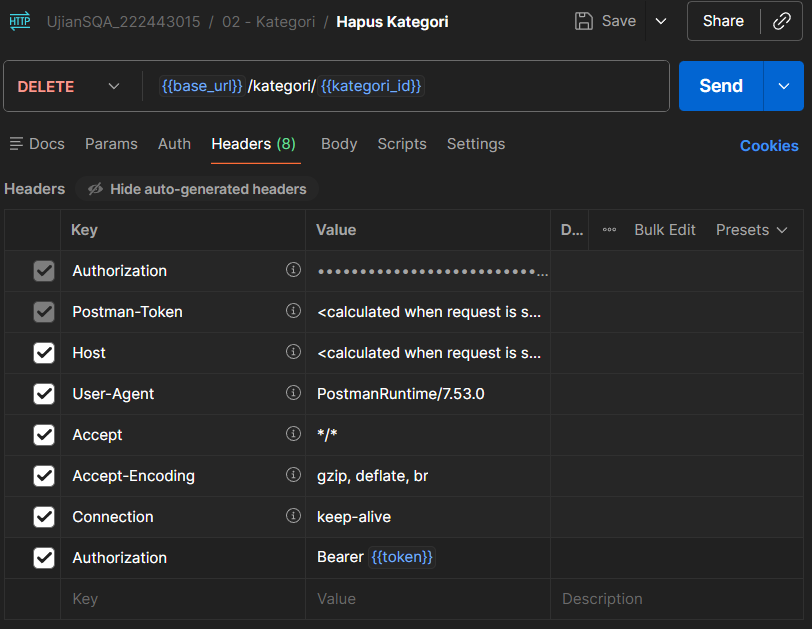 HTTP UjianSQA_222443015 / 02 - Kategori / Hapus Kategori Save Share
DELETE {{base_url}} /kategori/ {{kategori_id}} Send
Docs Params Auth Headers (8) Body Scripts Settings Cookies
Headers Hide auto-generated headers
Key Value D... Bulk Edit Presets
Authorization ••••••••••••••••••••••••••...
Postman-Token <calculated when request is s...
Host <calculated when request is s...
User-Agent PostmanRuntime/7.53.0
Accept */*
Accept-Encoding gzip, deflate, br
Connection keep-alive
Authorization Bearer {{token}}
Key Value Description